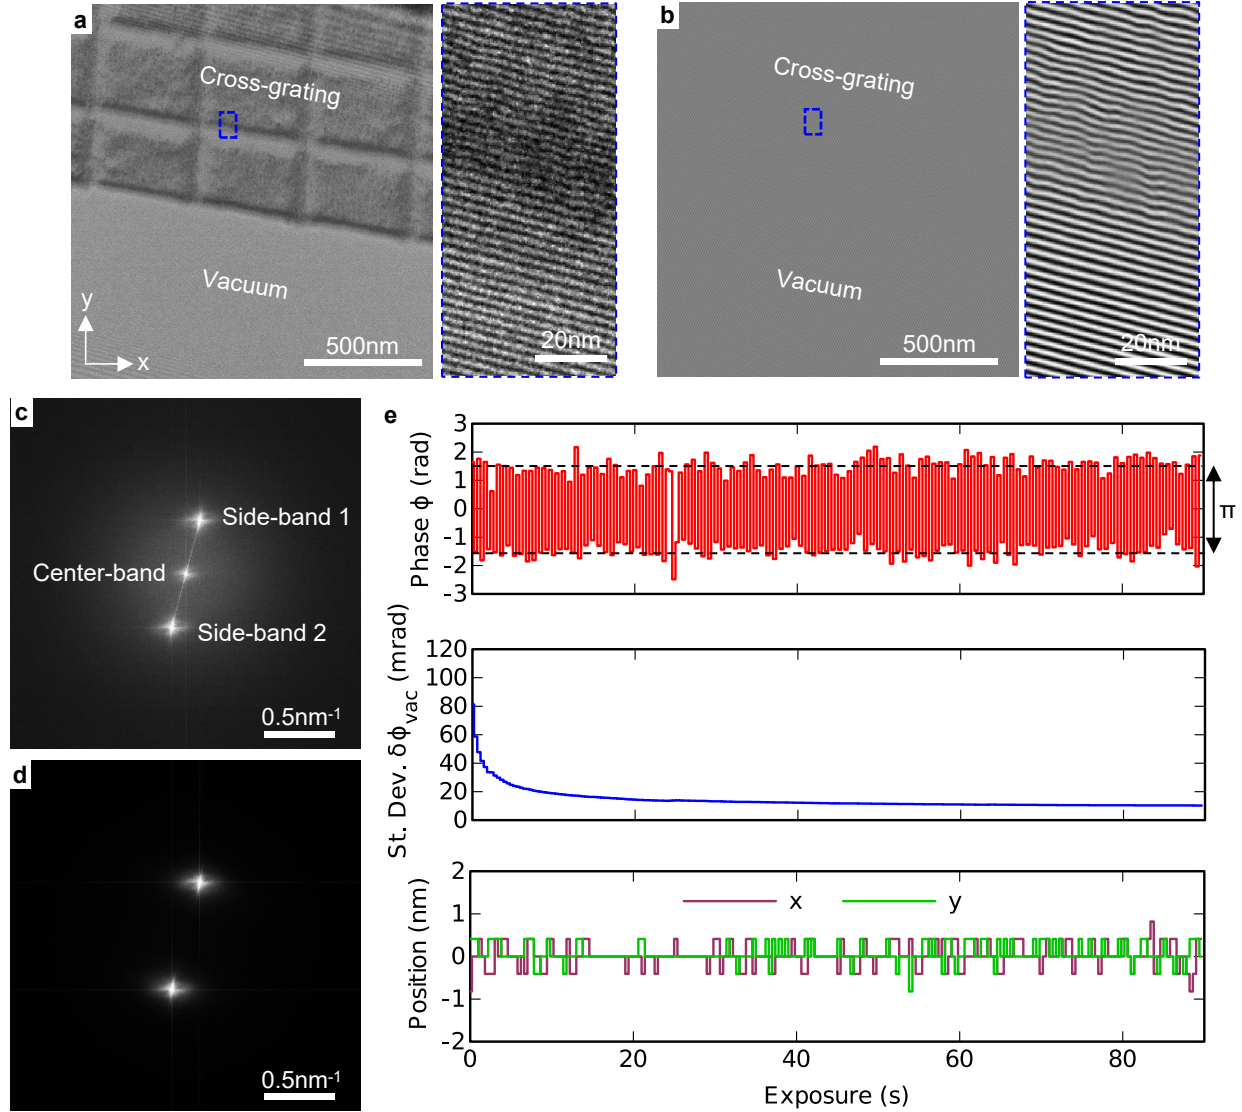 a
Cross-grating
Vacuum
y
x
500nm
20nm
b
Cross-grating
Vacuum
500nm
20nm
c
Side-band 1
Center-band
Side-band 2
0.5nm-1
d
0.5nm-1
e
Phase ϕ (rad)
3
2
1
0
-1
-2
-3
π
St. Dev. δϕvac (mrad)
120
100
80
60
40
20
0
Position (nm)
2
1
0
-1
-2
x
y
0 20 40 60 80
Exposure (s)